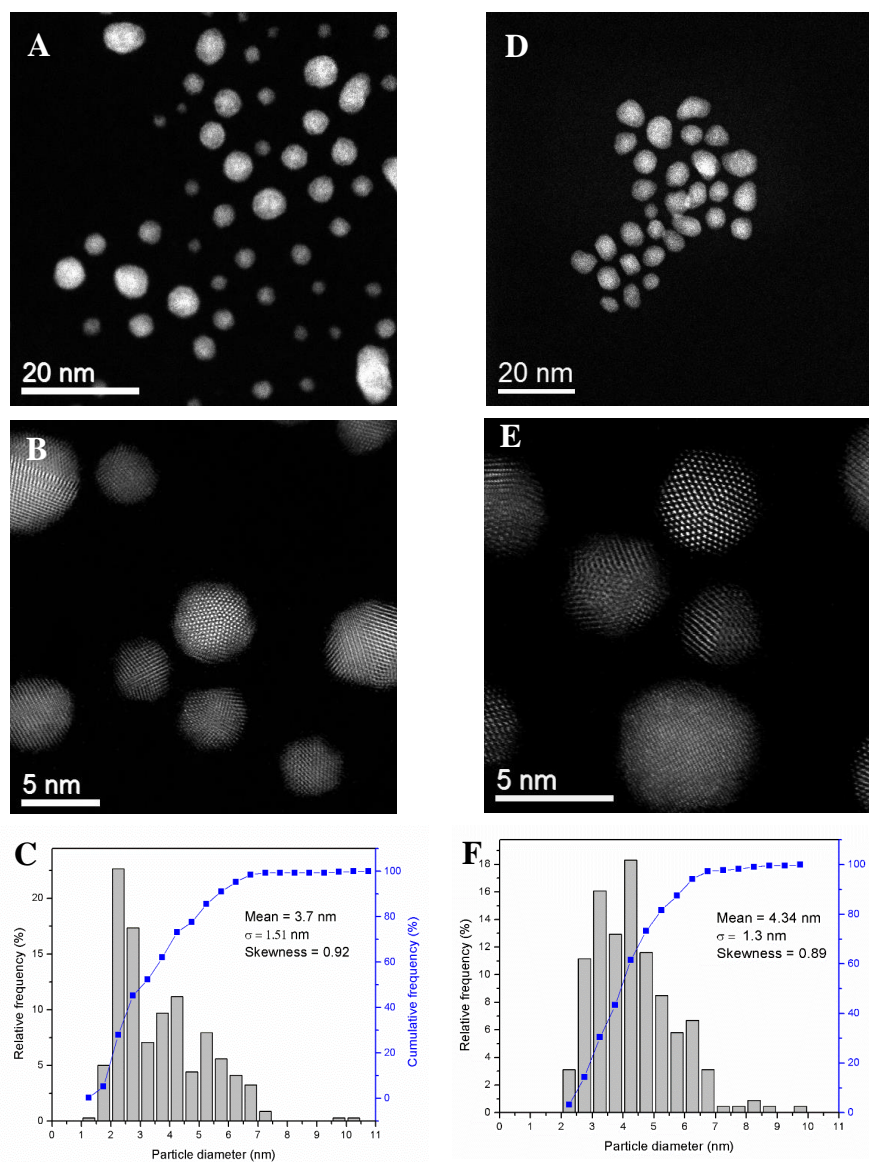 A
20 nm
B
5 nm
C
Relative frequency (%)
20
15
10
5
0
0 1 2 3 4 5 6 7 8 9 10 11
Particle diameter (nm)
100
80
60
40
20
0
Cumulative frequency (%)
Mean = 3.7 nm
σ = 1.51 nm
Skewness = 0.92
D
20 nm
E
5 nm
F
Relative frequency (%)
18
16
14
12
10
8
6
4
2
0
0 1 2 3 4 5 6 7 8 9 10 11
Particle diameter (nm)
100
80
60
40
20
0
Mean = 4.34 nm
σ = 1.3 nm
Skewness = 0.89